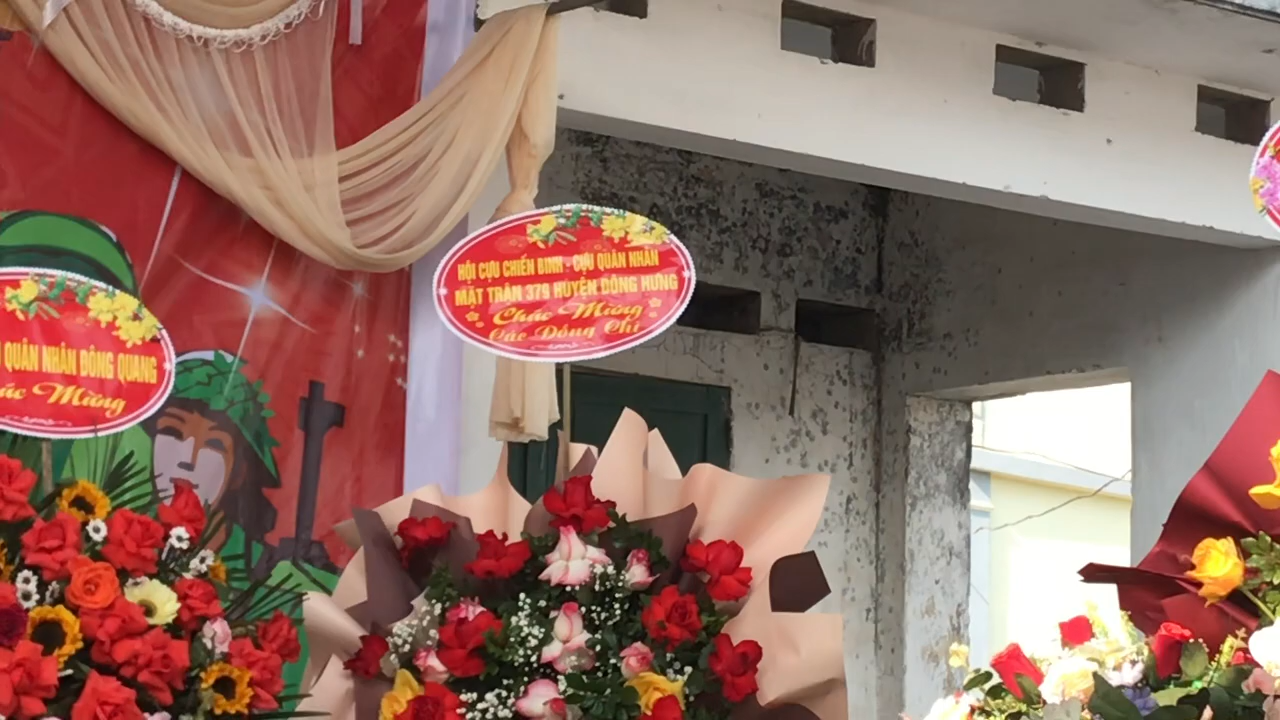 HỘI CỰU CHIẾN BINH - CỰU QUÂN NHÂN
MẶT TRẬN 379 HUYỆN ĐÔNG HƯNG
Chúc Mừng
Các Đồng Chí
QUÂN NHÂN ĐÔNG QUANG
Mừng